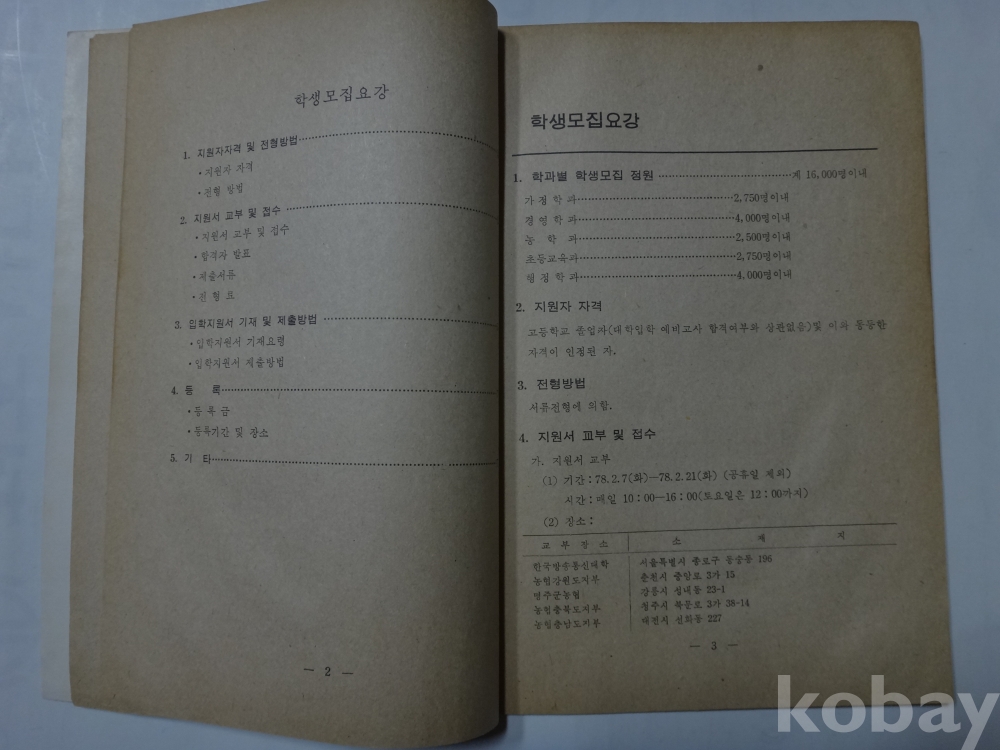 학생모집요강
1. 지원자자격 및 전형방법
• 지원자 자격
• 전형 방법
2. 지원서 교부 및 접수
• 지원서 교부 및 접수
• 합격자 발표
• 제출서류
• 전형료
3. 입학지원서 기재 및 제출방법
• 입학지원서 기재요령
• 입학지원서 제출방법
4. 등 록
• 등록금
• 등록기간 및 장소
5. 기 타
— 2 —
학생모집요강
1. 학과별 학생모집 정원 계 16,000명이내
가정학과 2,750명이내
경영학과 4,000명이내
농 학 과 2,500명이내
초등교육과 2,750명이내
행정학과 4,000명이내
2. 지원자 자격
고등학교 졸업자(대학입학 예비고사 합격여부와 상관없음)및 이와 동등한
자격이 인정된 자.
3. 전형방법
서류전형에 의함.
4. 지원서 교부 및 접수
가. 지원서 교부
(1) 기간 : 78.2.7(화)—78.2.21(화) (공휴일 제외)
시간 : 매일 10 : 00—16 : 00(토요일은 12 : 00까지)
(2) 장소 :
교 부 장 소 소 재 지
한국방송통신대학 서울특별시 종로구 동숭동 196
농협강원도지부 춘천시 중앙로 3가 15
명주군농협 강릉시 성내동 23-1
농협충북도지부 청주시 북문로 3가 38-14
농협충남도지부 대전시 선화동 227
— 3 —
kobay